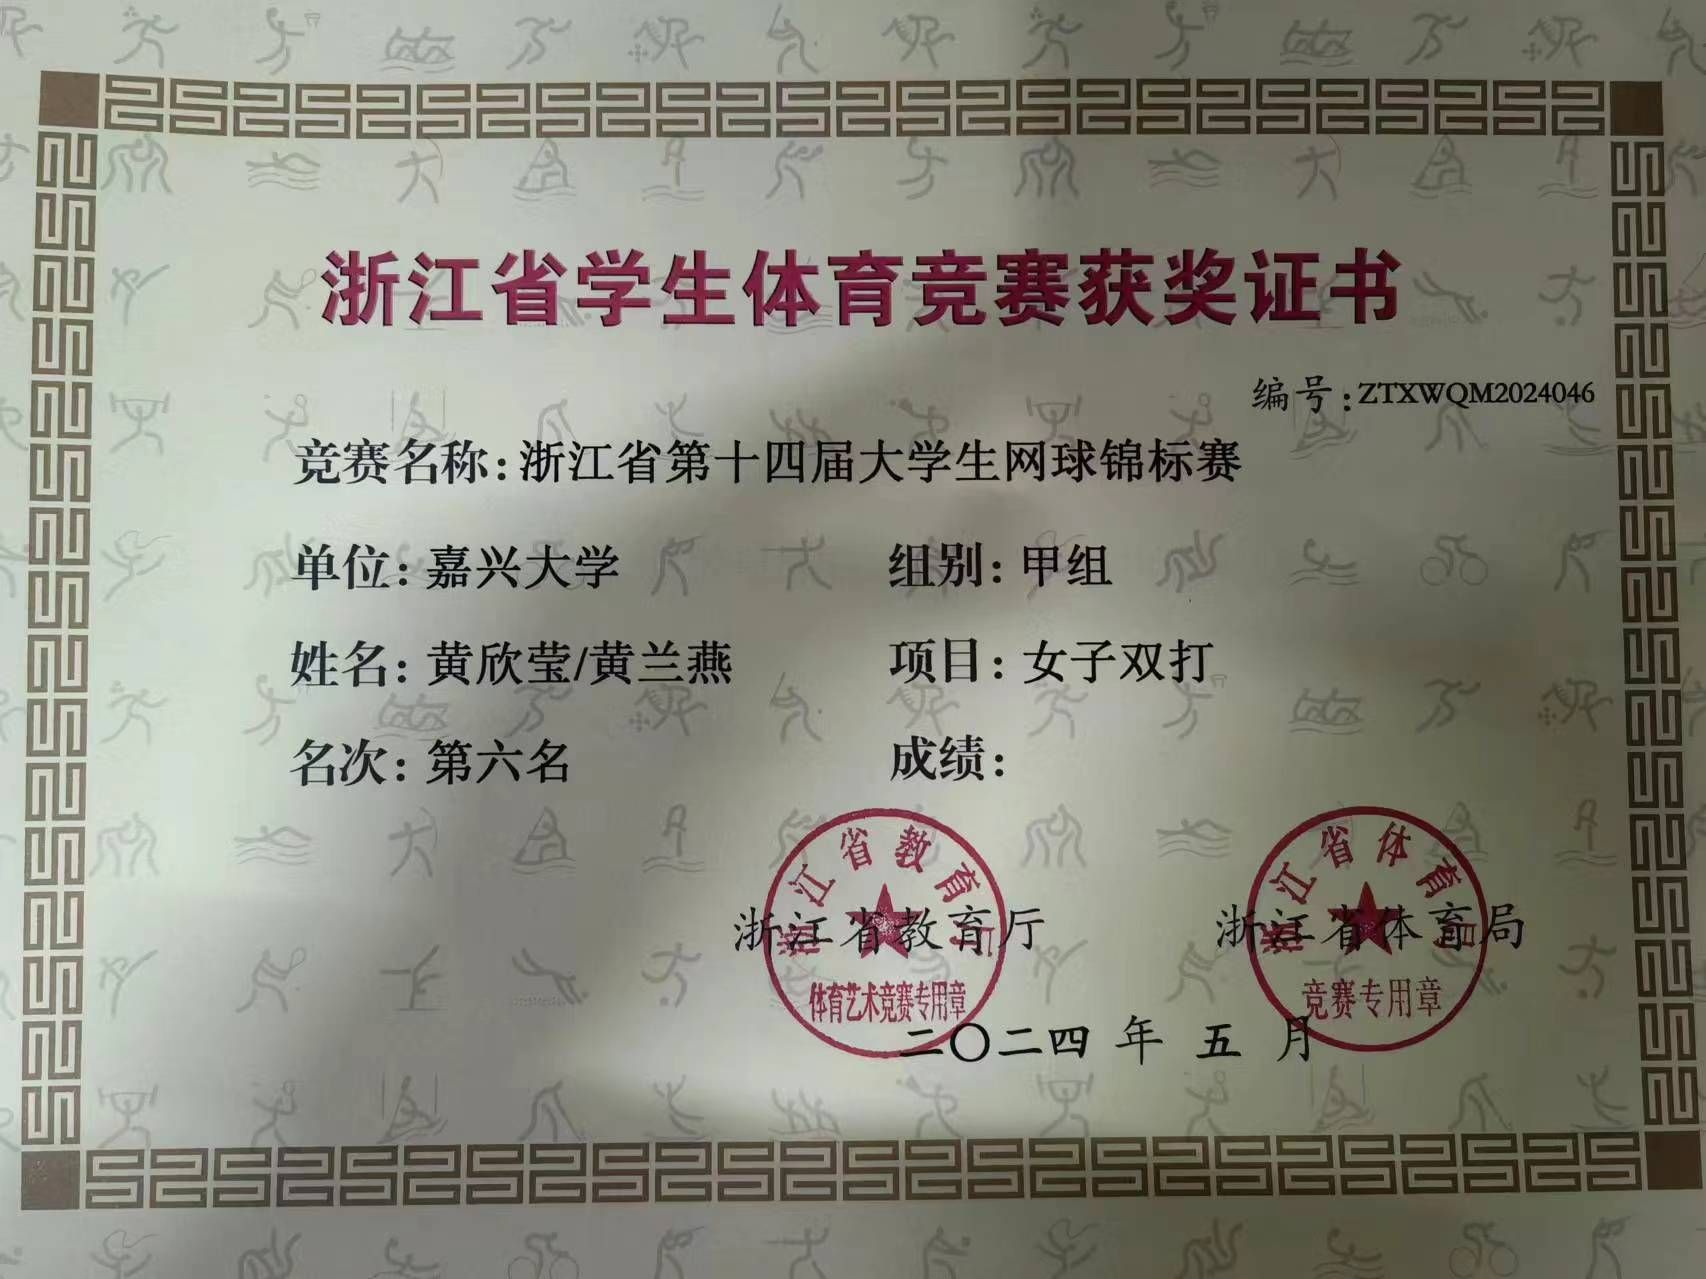 浙江省学生体育竞赛获奖证书
编号:ZTXWQM2024046
竞赛名称:浙江省第十四届大学生网球锦标赛
单位:嘉兴大学 组别:甲组
姓名:黄欣莹/黄兰燕 项目:女子双打
名次:第六名 成绩:
浙江省教育厅
浙江省体育局
浙江省教育厅 浙江省体育局
体育艺术竞赛专用章 竞赛专用章
二〇二四 年 五 月